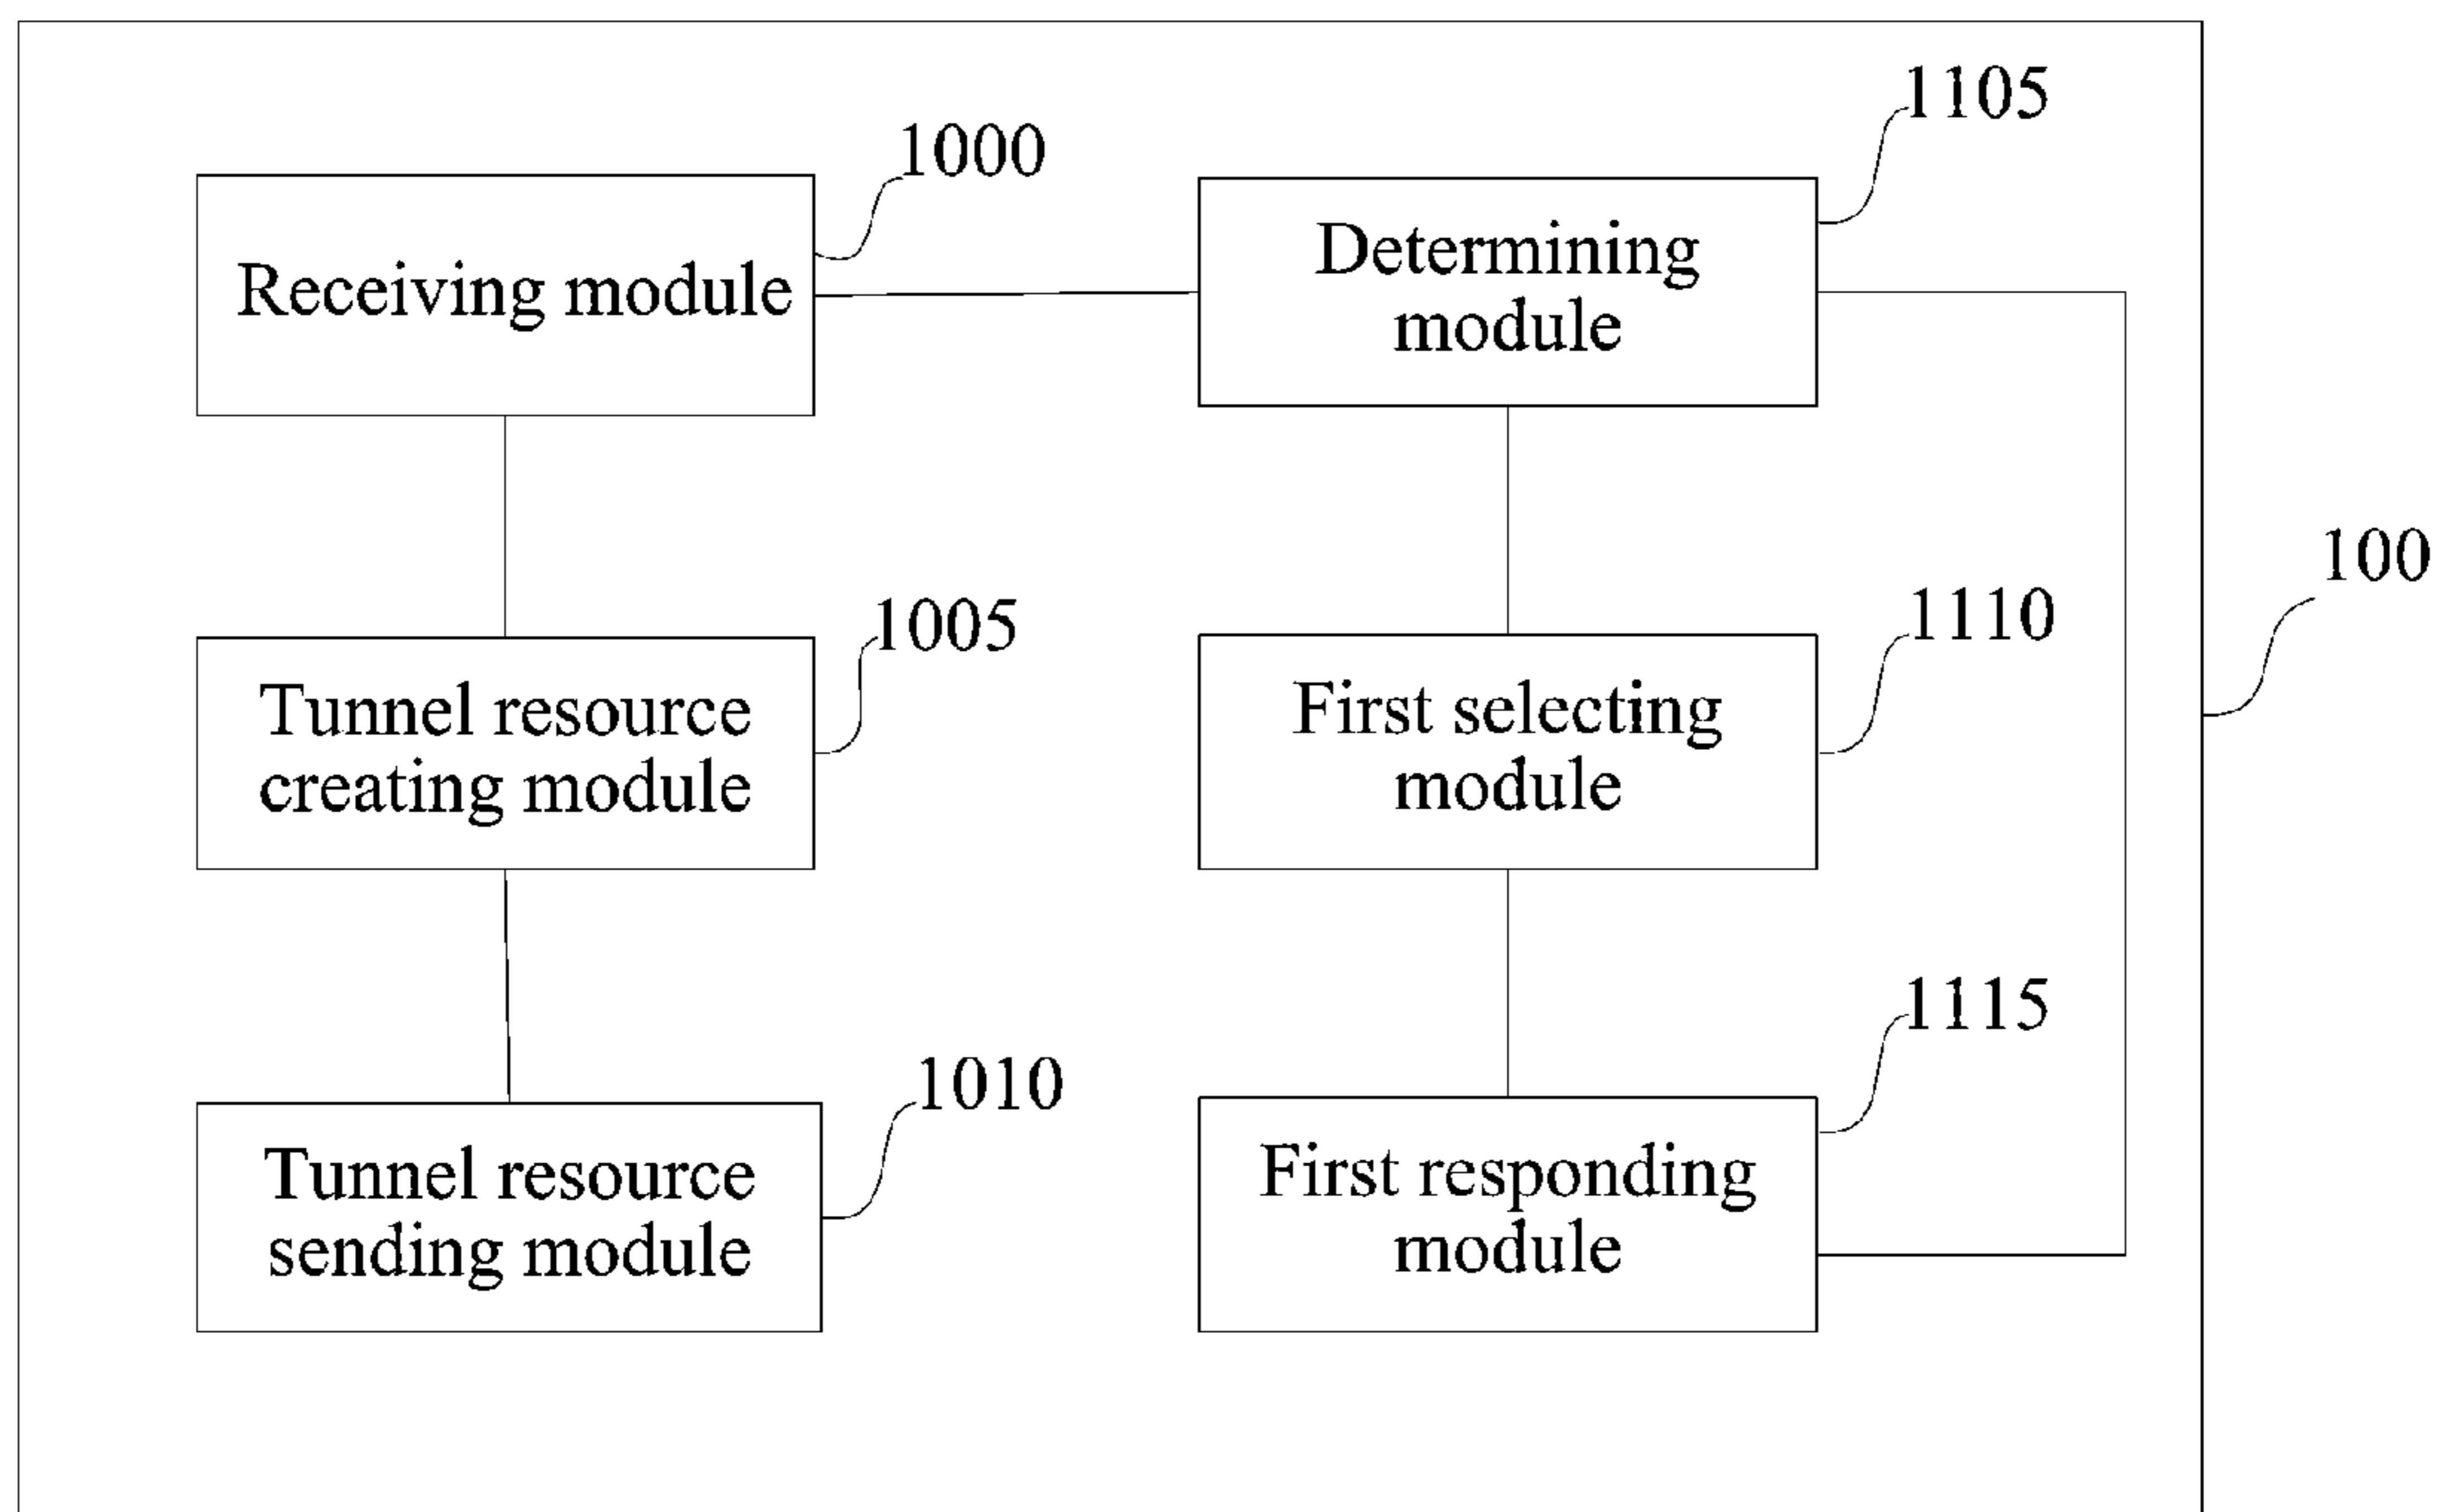 1105
1000
Receiving module
Determining
module
100
1005
1110
Tunnel resource
creating module
First selecting
module
1115
1010
Tunnel resource
sending module
First responding
module